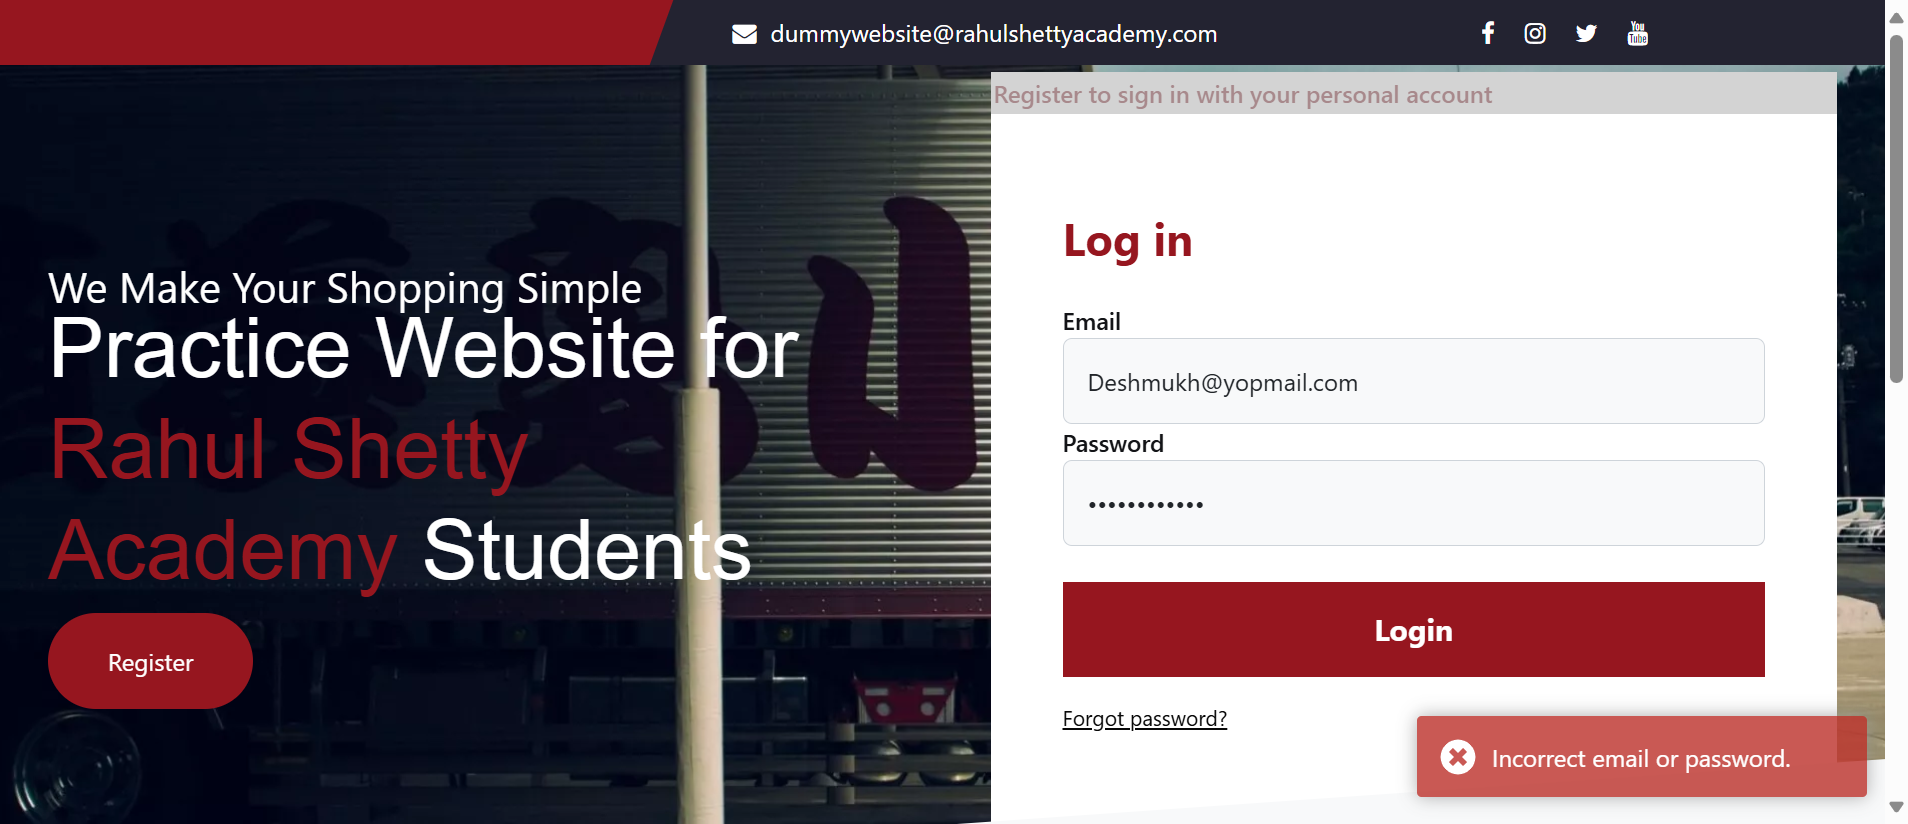 dummywebsite@rahulshettyacademy.com
You
Tube
Register to sign in with your personal account
We Make Your Shopping Simple
Practice Website for
Rahul Shetty
Academy Students
Register
Log in
Email
Deshmukh@yopmail.com
Password
••••••••••••
Login
Forgot password?
Incorrect email or password.